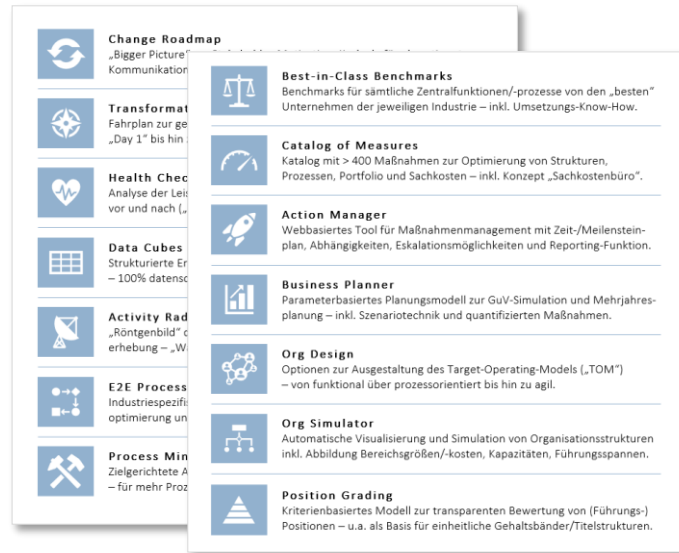 Change Roadmap
„Bigger Picture"
Kommunikation
Transformat
Fahrplan zur ge
„Day 1" bis hin
Health Chec
Analyse der Leis
vor und nach („
Data Cubes
Strukturierte Er
– 100% datensc
Activity Rad
„Röntgenbild"
erhebung – „W
E2E Process
Industriespezifi
optimierung un
Process Min
Zielgerichtete A
– für mehr Proz
Best-in-Class Benchmarks
Benchmarks für sämtliche Zentralfunktionen/-prozesse von den „besten"
Unternehmen der jeweiligen Industrie – inkl. Umsetzungs-Know-How.
Catalog of Measures
Katalog mit > 400 Maßnahmen zur Optimierung von Strukturen,
Prozessen, Portfolio und Sachkosten – inkl. Konzept „Sachkostenbüro".
Action Manager
Webbasiertes Tool für Maßnahmenmanagement mit Zeit-/Meilenstein-
plan, Abhängigkeiten, Eskalationsmöglichkeiten und Reporting-Funktion.
Business Planner
Parameterbasiertes Planungsmodell zur GuV-Simulation und Mehrjahres-
planung – inkl. Szenariotechnik und quantifizierten Maßnahmen.
Org Design
Optionen zur Ausgestaltung des Target-Operating-Models („TOM")
– von funktional über prozessorientiert bis hin zu agil.
Org Simulator
Automatische Visualisierung und Simulation von Organisationsstrukturen
inkl. Abbildung Bereichsgrößen/-kosten, Kapazitäten, Führungsspannen.
Position Grading
Kriterienbasiertes Modell zur transparenten Bewertung von (Führungs-)
Positionen – u.a. als Basis für einheitliche Gehaltsbänder/Titelstrukturen.